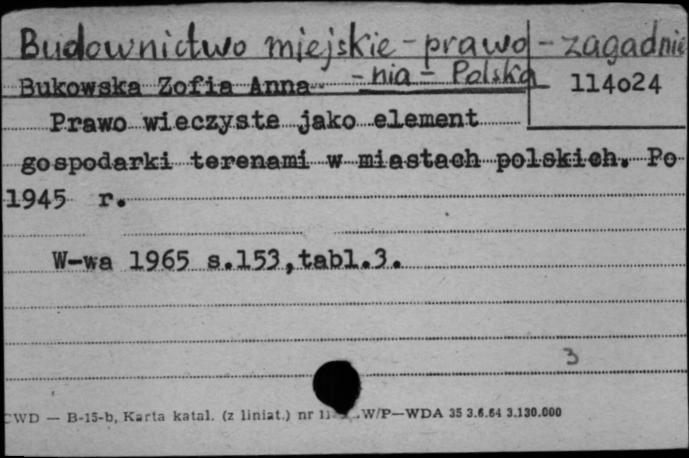 Budownictwo miejskie - prawo - zagadnie
Bukowska Zofia Anna - nia - Polska 114o24
Prawo wieczyste jako element
gospodarki terenami w miastach polskich. Po
1945 r.
W-wa 1965 s.153,tabl.3.
3
CWD — B-15-b, Karta katal. (z liniat.) nr W/P—WDA 35 3.6.64 3.130.000